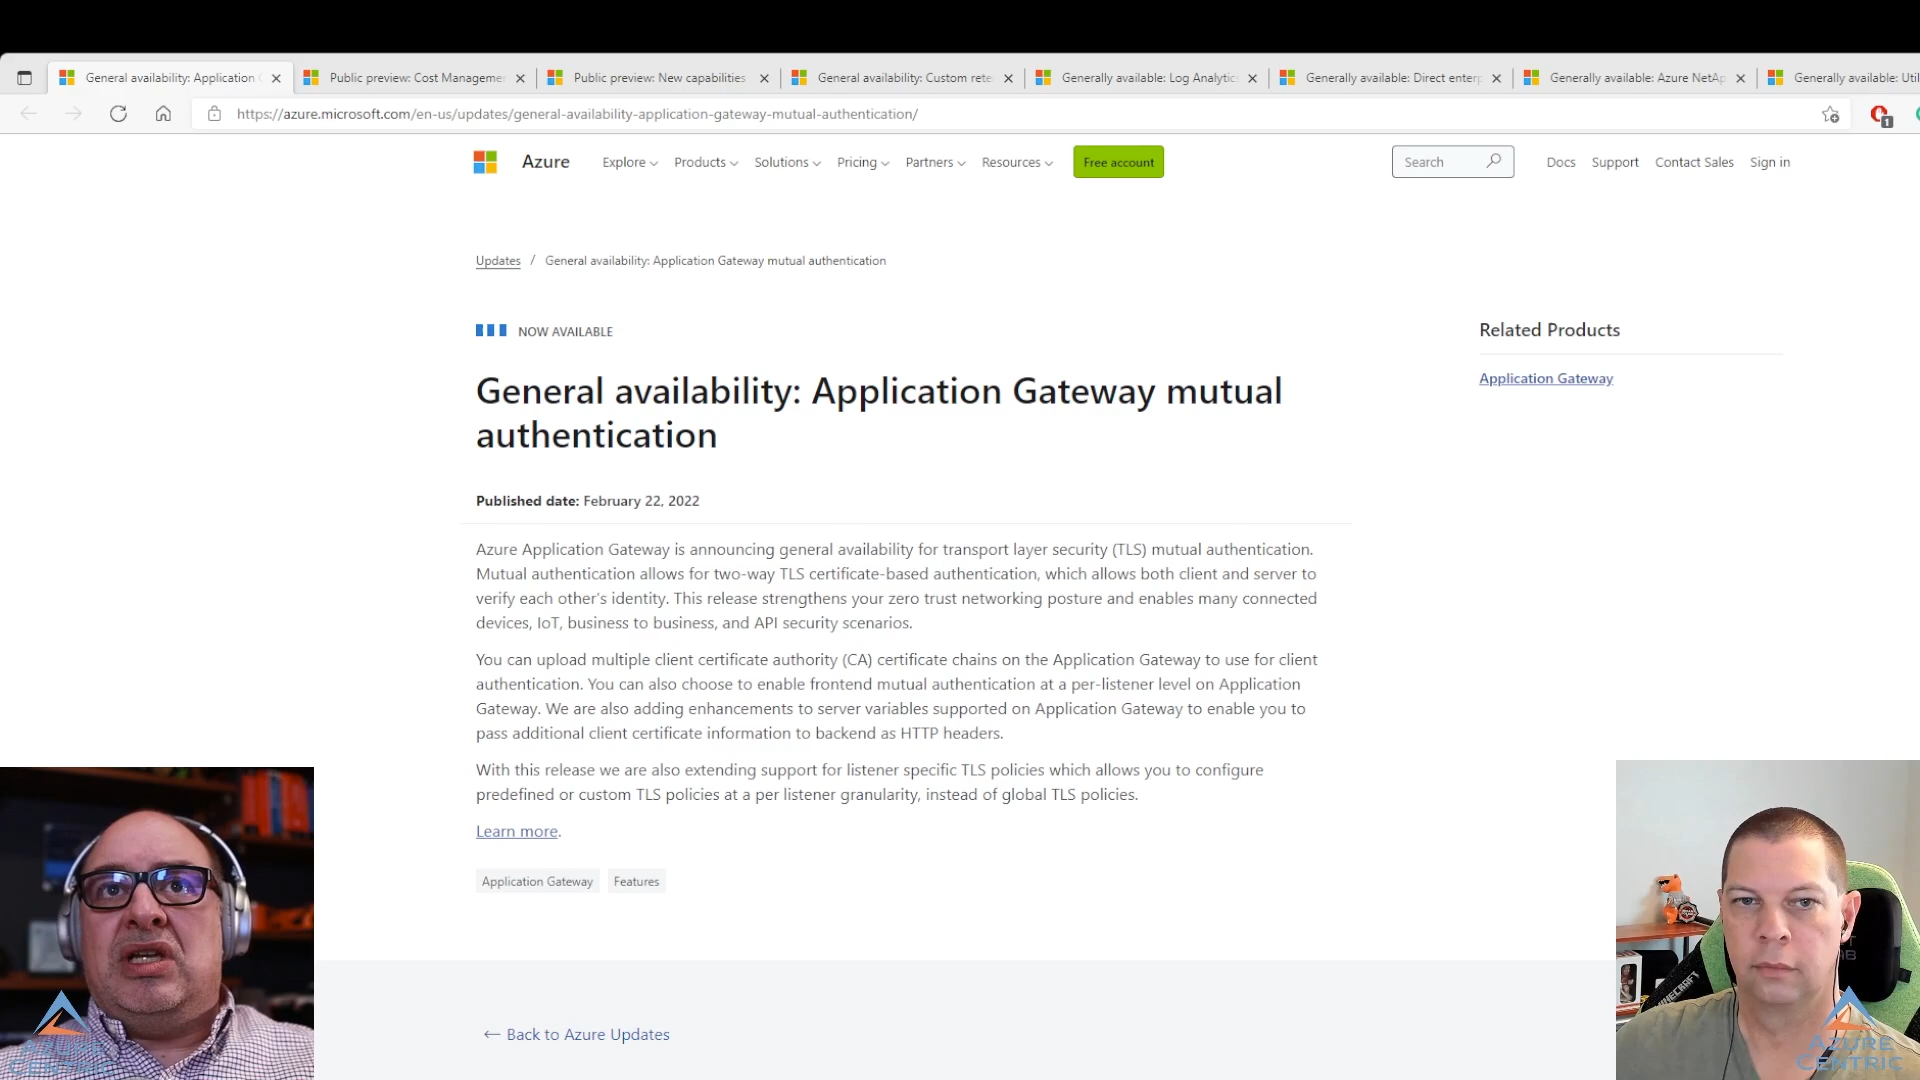 General availability: Application
Public preview: Cost Managemen
Public preview: New capabilities
General availability: Custom rete
Generally available: Log Analytics
Generally available: Direct enterp
Generally available: Azure NetAp
Generally available: Uti
https://azure.microsoft.com/en-us/updates/general-availability-application-gateway-mutual-authentication/
1
Azure
Explore
Products
Solutions
Pricing
Partners
Resources
Free account
Search
Docs
Support
Contact Sales
Sign in
Updates / General availability: Application Gateway mutual authentication
NOW AVAILABLE
Related Products
General availability: Application Gateway mutual
authentication
Application Gateway
Published date: February 22, 2022
Azure Application Gateway is announcing general availability for transport layer security (TLS) mutual authentication.
Mutual authentication allows for two-way TLS certificate-based authentication, which allows both client and server to
verify each other's identity. This release strengthens your zero trust networking posture and enables many connected
devices, IoT, business to business, and API security scenarios.
You can upload multiple client certificate authority (CA) certificate chains on the Application Gateway to use for client
authentication. You can also choose to enable frontend mutual authentication at a per-listener level on Application
Gateway. We are also adding enhancements to server variables supported on Application Gateway to enable you to
pass additional client certificate information to backend as HTTP headers.
With this release we are also extending support for listener specific TLS policies which allows you to configure
predefined or custom TLS policies at a per listener granularity, instead of global TLS policies.
Learn more.
Application Gateway
Features
← Back to Azure Updates
AZURE
CENTRIC
MINECRAFT
AZURE
CENTRIC